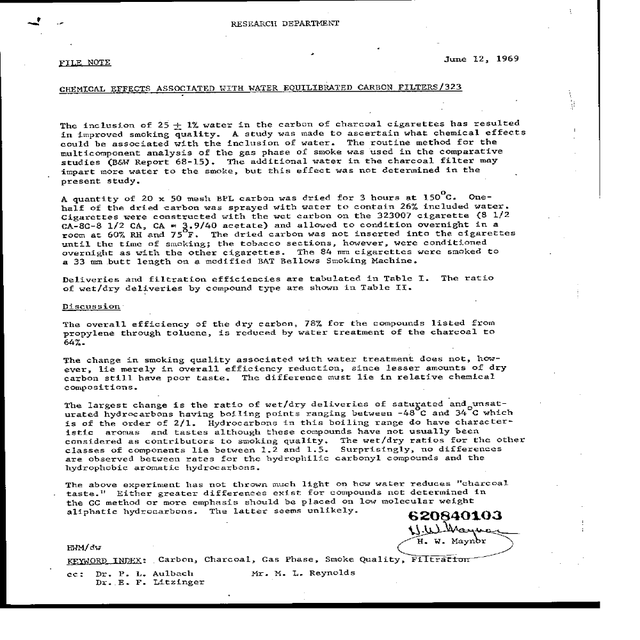 RESEARCH DEPARTMENT
FILE NOTE
June 12, 1969
CHEMICAL EFFECTS ASSOCIATED WITH WATER EQUILIBRATED CARBON FILTERS/323
The inclusion of 25 ± 1% water in the carbon of charcoal cigarettes has resulted
in improved smoking quality. A study was made to ascertain what chemical effects
could be associated with the inclusion of water. The routine method for the
multicomponent analysis of the gas phase of smoke was used in the comparative
studies (B&W Report 68-15). The additional water in the charcoal filter may
impart more water to the smoke, but this effect was not determined in the
present study.
A quantity of 20 x 50 mesh BPL carbon was dried for 3 hours at 150°C. One-
half of the dried carbon was sprayed with water to contain 26% included water.
Cigarettes were constructed with the wet carbon on the 323007 cigarette (8 1/2
CA-8C-8 1/2 CA, CA = 3.9/40 acetate) and allowed to condition overnight in a
room at 60% RH and 75°F. The dried carbon was not inserted into the cigarettes
until the time of smoking; the tobacco sections, however, were conditioned
overnight as with the other cigarettes. The 84 mm cigarettes were smoked to
a 33 mm butt length on a modified BAT Bellows Smoking Machine.
Deliveries and filtration efficiencies are tabulated in Table I. The ratio
of wet/dry deliveries by compound type are shown in Table II.
Discussion
The overall efficiency of the dry carbon, 78% for the compounds listed from
propylene through toluene, is reduced by water treatment of the charcoal to
64%.
The change in smoking quality associated with water treatment does not, how-
ever, lie merely in overall efficiency reduction, since lesser amounts of dry
carbon still have poor taste. The difference must lie in relative chemical
compositions.
The largest change is the ratio of wet/dry deliveries of saturated and unsat-
urated hydrocarbons having boiling points ranging between -48°C and 34°C which
is of the order of 2/1. Hydrocarbons in this boiling range do have character-
istic aromas and tastes although these compounds have not usually been
considered as contributors to smoking quality. The wet/dry ratios for the other
classes of components lie between 1.2 and 1.5. Surprisingly, no differences
are observed between rates for the hydrophilic carbonyl compounds and the
hydrophobic aromatic hydrocarbons.
The above experiment has not thrown much light on how water reduces "charcoal
taste." Either greater differences exist for compounds not determined in
the GC method or more emphasis should be placed on low molecular weight
aliphatic hydrocarbons. The latter seems unlikely.
620840103
H. W. Maynor
H. W. Maynor
HWM/dw
KEYWORD INDEX: Carbon, Charcoal, Gas Phase, Smoke Quality, Filtration
cc: Dr. P. L. Aulbach Mr. M. L. Reynolds
Dr. E. F. Litzinger